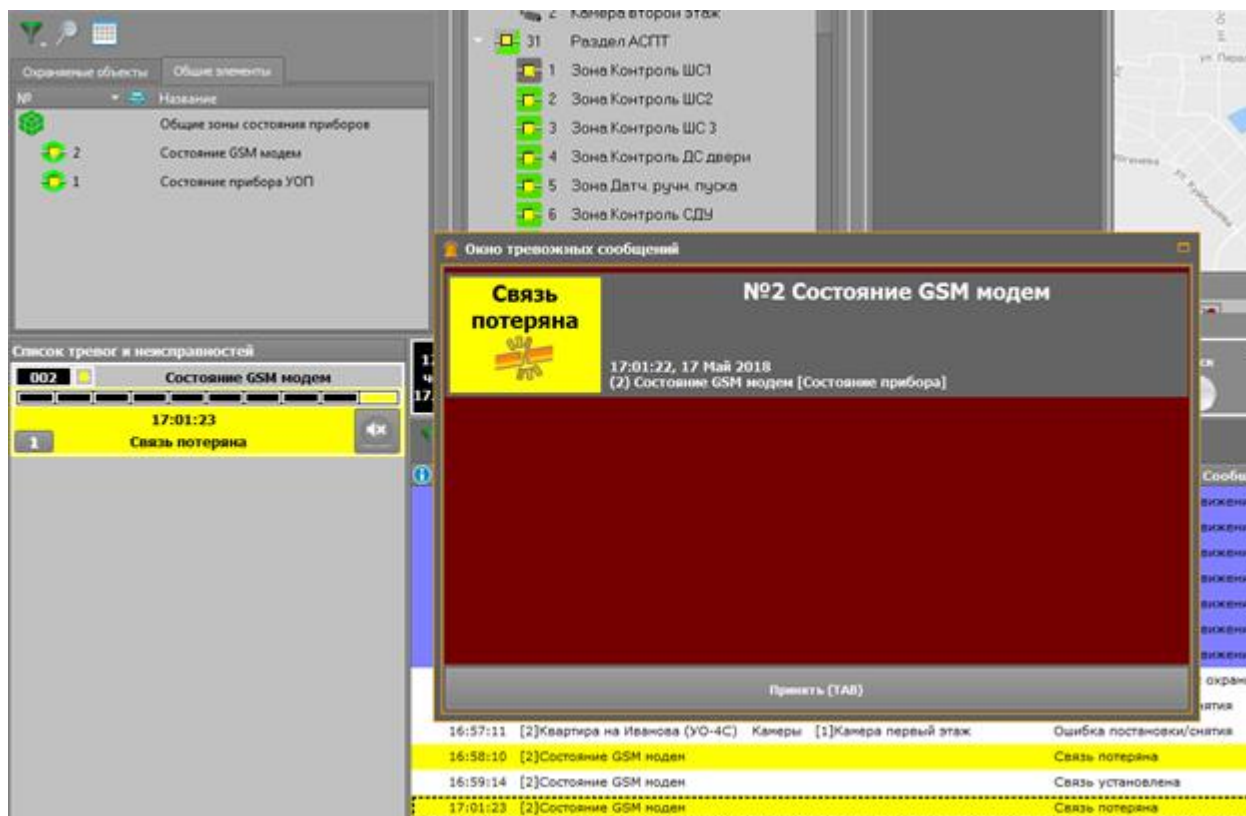 2 Камера второй этаж
31 Раздел АСПТ
1 Зона Контроль ШС1
2 Зона Контроль ШС2
3 Зона Контроль ШС 3
4 Зона Контроль ДС двери
5 Зона Датч. ручн. пуска
6 Зона Контроль СДУ
Охраняемые объекты Общие элементы
№ Название
Общие зоны состояния приборов
2 Состояние GSM модем
1 Состояние прибора УОП
Окно тревожных сообщений
Связь потеряна
№2 Состояние GSM модем
17:01:22, 17 Май 2018
(2) Состояние GSM модем [Состояние прибора]
Принять (TAB)
Список тревог и неисправностей
002 Состояние GSM модем
17:01:23
1 Связь потеряна
16:57:11 [2]Квартира на Иванова (УО-4С) Камеры [1]Камера первый этаж Ошибка постановки/снятия
16:58:10 [2]Состояние GSM модем Связь потеряна
16:59:14 [2]Состояние GSM модем Связь установлена
17:01:23 [2]Состояние GSM модем Связь потеряна